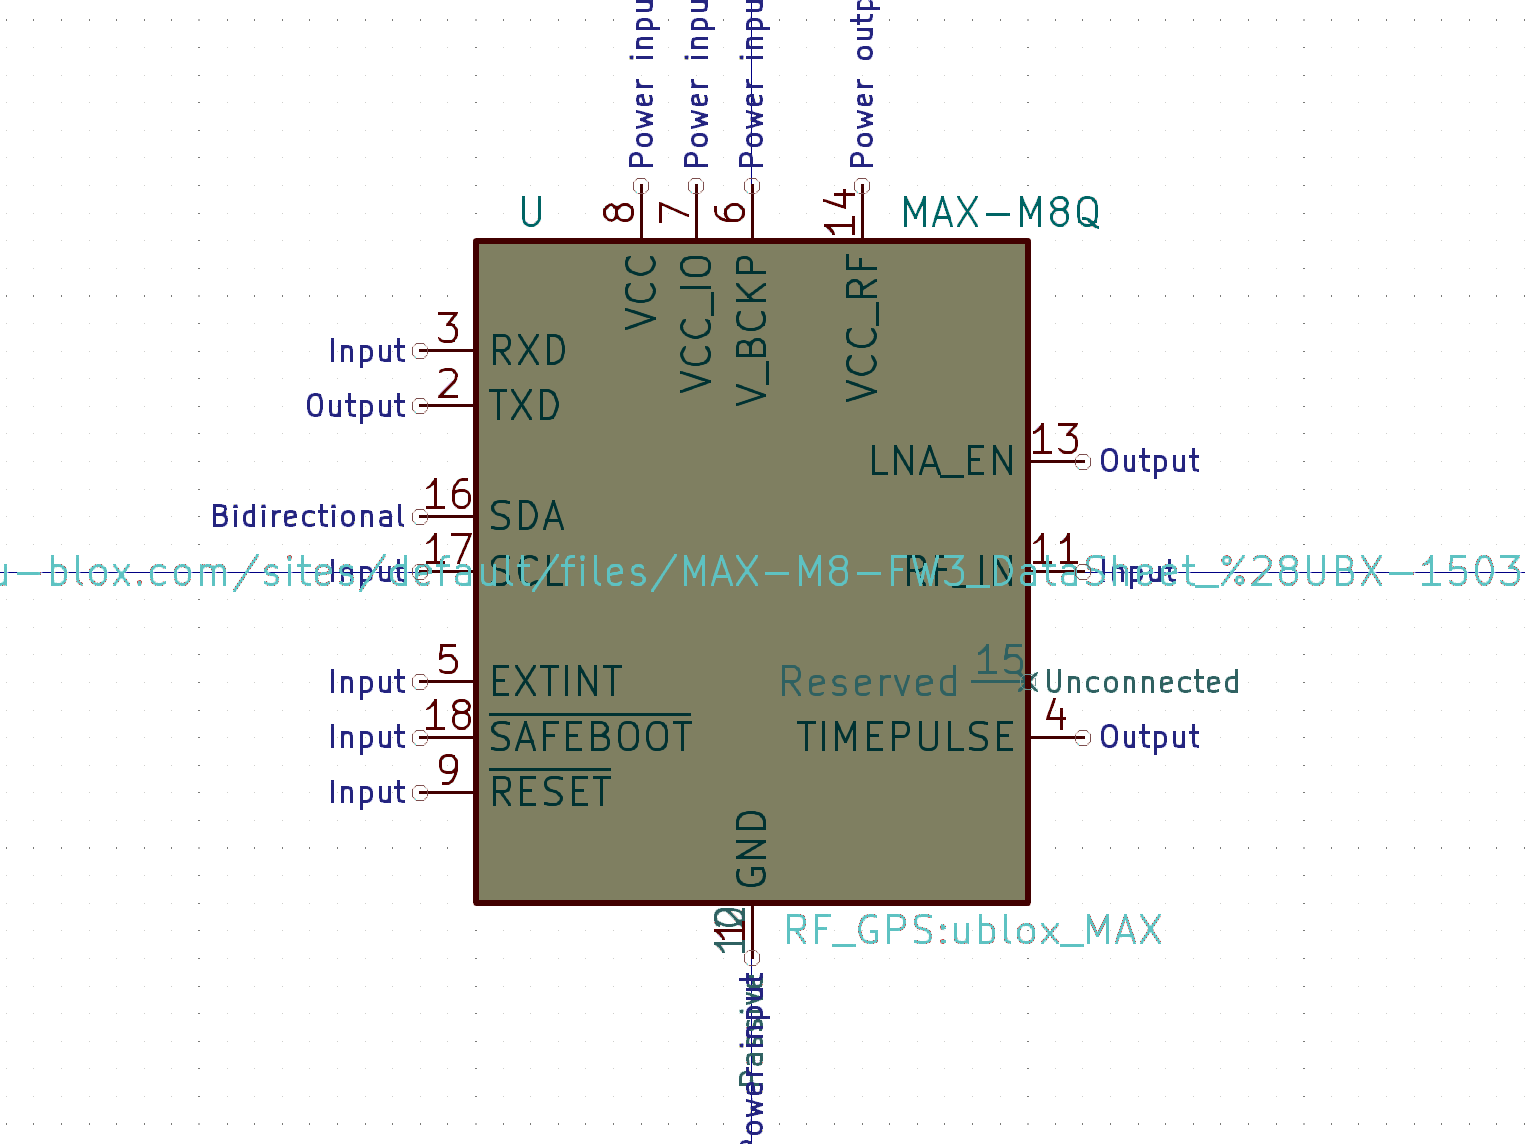 Power inpu
Power inpu
Power inpu
Power outp
8
7
6
14
U
MAX-M8Q
VCC
VCC_IO
V_BCKP
VCC_RF
Input 3 RXD
Output 2 TXD
LNA_EN 13 Output
Bidirectional 16 SDA
Input 17 SCL
RF_IN 11 Input
u-blox.com/sites/default/files/MAX-M8-FW3_DataSheet_%28UBX-1503
Input 5 EXTINT
Reserved 15 Unconnected
Input 18 SAFEBOOT
TIMEPULSE 4 Output
Input 9 RESET
GND
RF_GPS:ublox_MAX
Passive
Power input